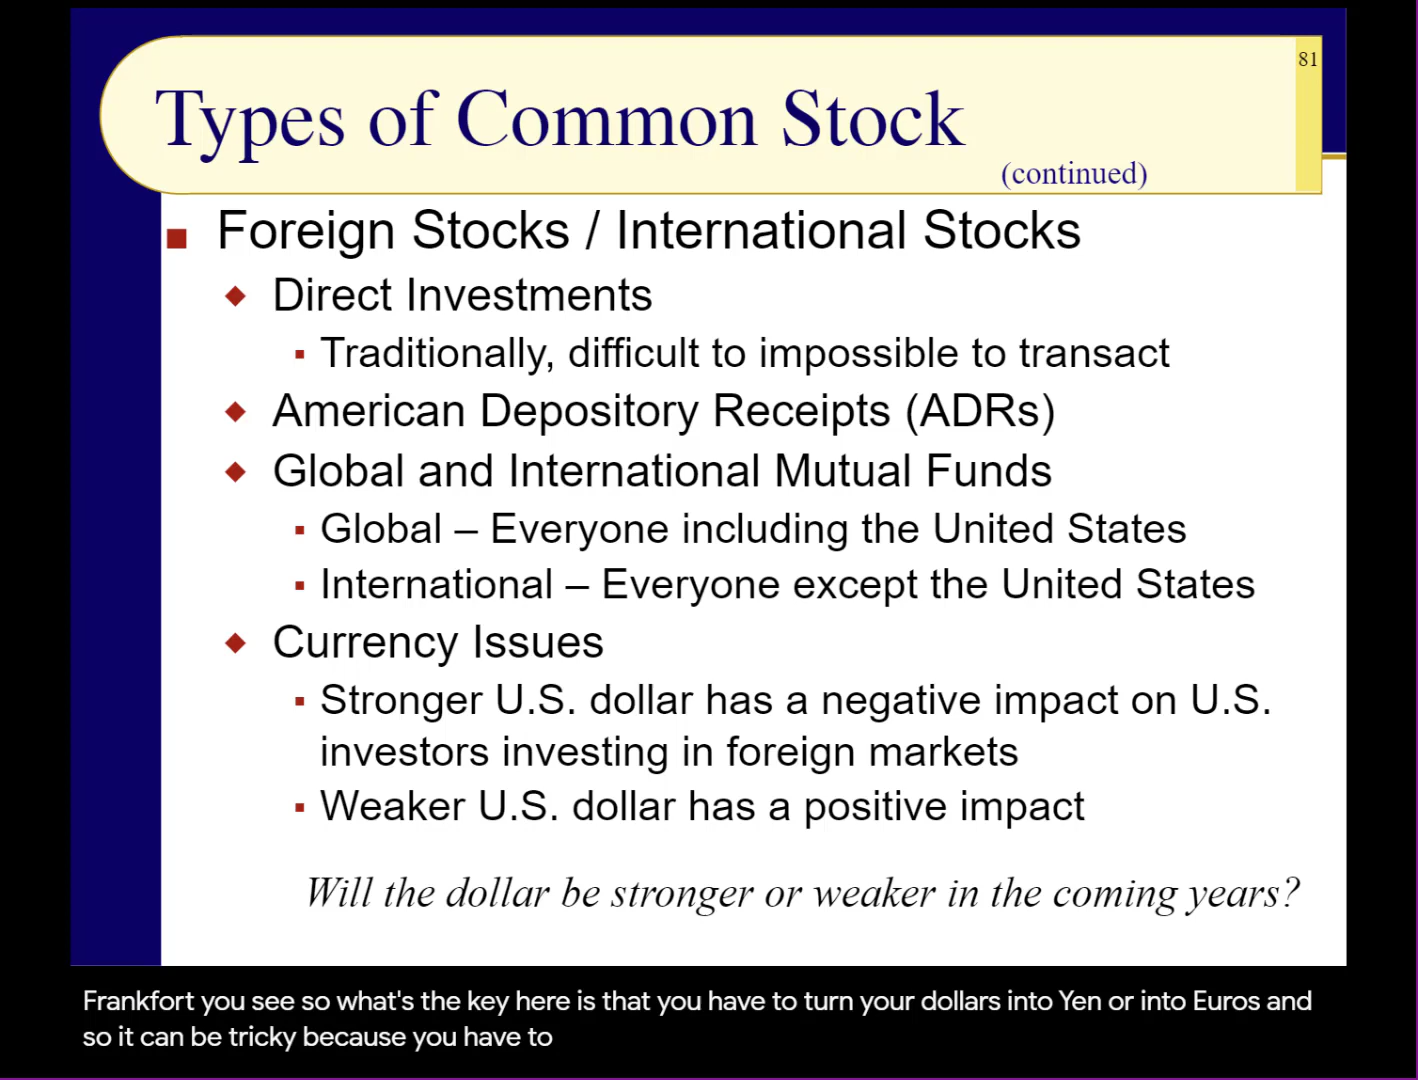 81
Types of Common Stock
(continued)
Foreign Stocks / International Stocks
Direct Investments
Traditionally, difficult to impossible to transact
American Depository Receipts (ADRs)
Global and International Mutual Funds
Global – Everyone including the United States
International – Everyone except the United States
Currency Issues
Stronger U.S. dollar has a negative impact on U.S.
investors investing in foreign markets
Weaker U.S. dollar has a positive impact
Will the dollar be stronger or weaker in the coming years?
Frankfort you see so what's the key here is that you have to turn your dollars into Yen or into Euros and
so it can be tricky because you have to